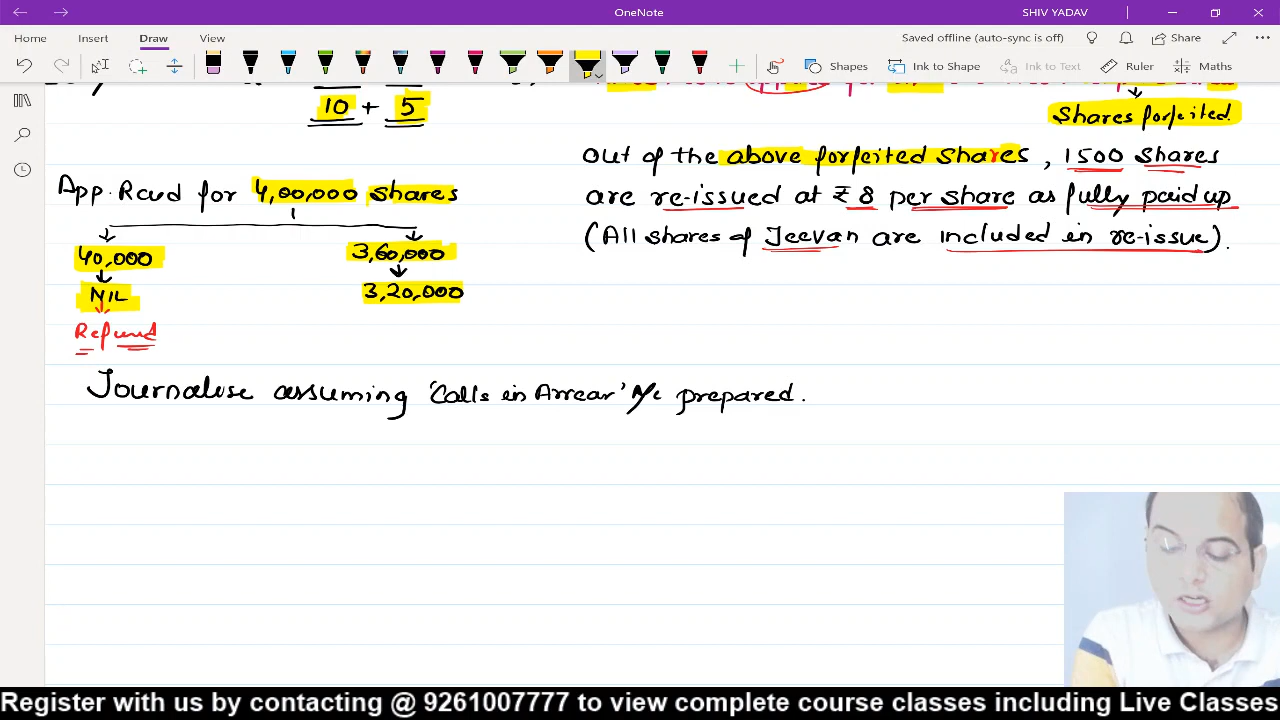 OneNote
SHIV YADAV
Home Insert Draw View
Saved offline (auto-sync is off)
Share
Shapes
Ink to Shape
Ink to Text
Ruler
Maths
10 + 5
Shares forfeited.
Out of the above forfeited shares, 1500 shares
are re-issued at ₹ 8 per share as fully paid up
(All shares of Jeevan are included in re-issue).
App. Rcvd for 4,00,000 shares
40,000 3,60,000
NIL 3,20,000
Refund
Journalise assuming 'Calls in Arrear' A/c prepared.
Register with us by contacting @ 9261007777 to view complete course classes including Live Classes